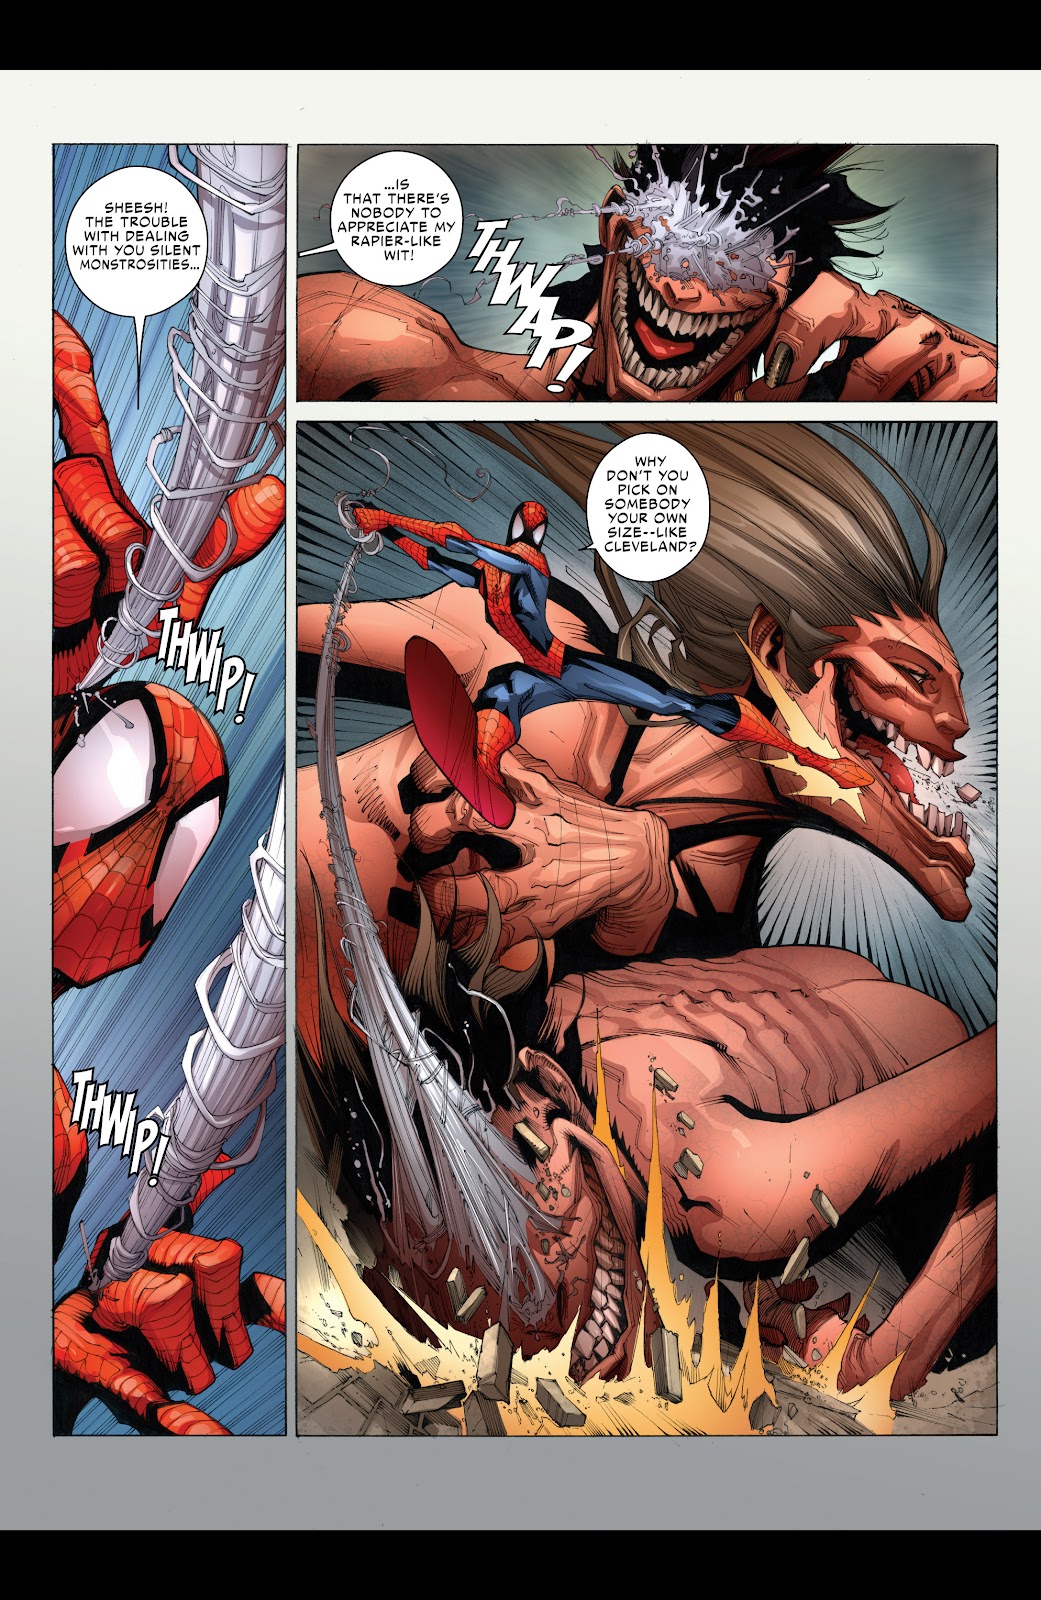 SHEESH!
THE TROUBLE
WITH DEALING
WITH YOU SILENT
MONSTROSITIES...
THWIP!
THWIP!
...IS
THAT THERE'S
NOBODY TO
APPRECIATE MY
RAPIER-LIKE
WIT!
THWAP!
WHY
DON'T YOU
PICK ON
SOMEBODY
YOUR OWN
SIZE--LIKE
CLEVELAND?